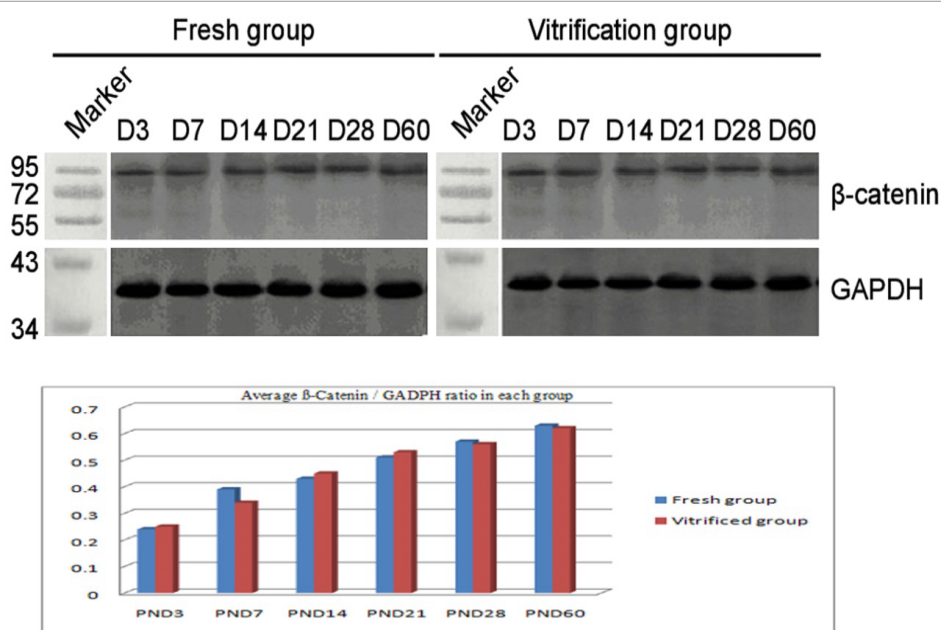 Fresh group Vitrification group
Marker D3 D7 D14 D21 D28 D60 Marker D3 D7 D14 D21 D28 D60
95
72
55
β-catenin
43
34
GAPDH
Average β-Catenin / GADPH ratio in each group
0.7
0.6
0.5
0.4
0.3
0.2
0.1
0
Fresh group
Vitrificed group
PND3 PND7 PND14 PND21 PND28 PND60